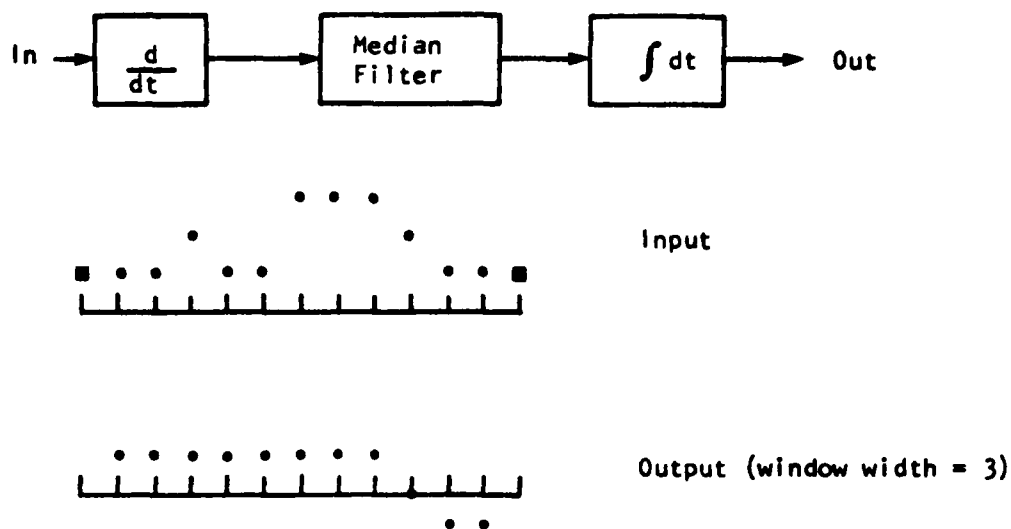 In
d
dt
Median
Filter
∫ dt
Out
Input
Output (window width = 3)